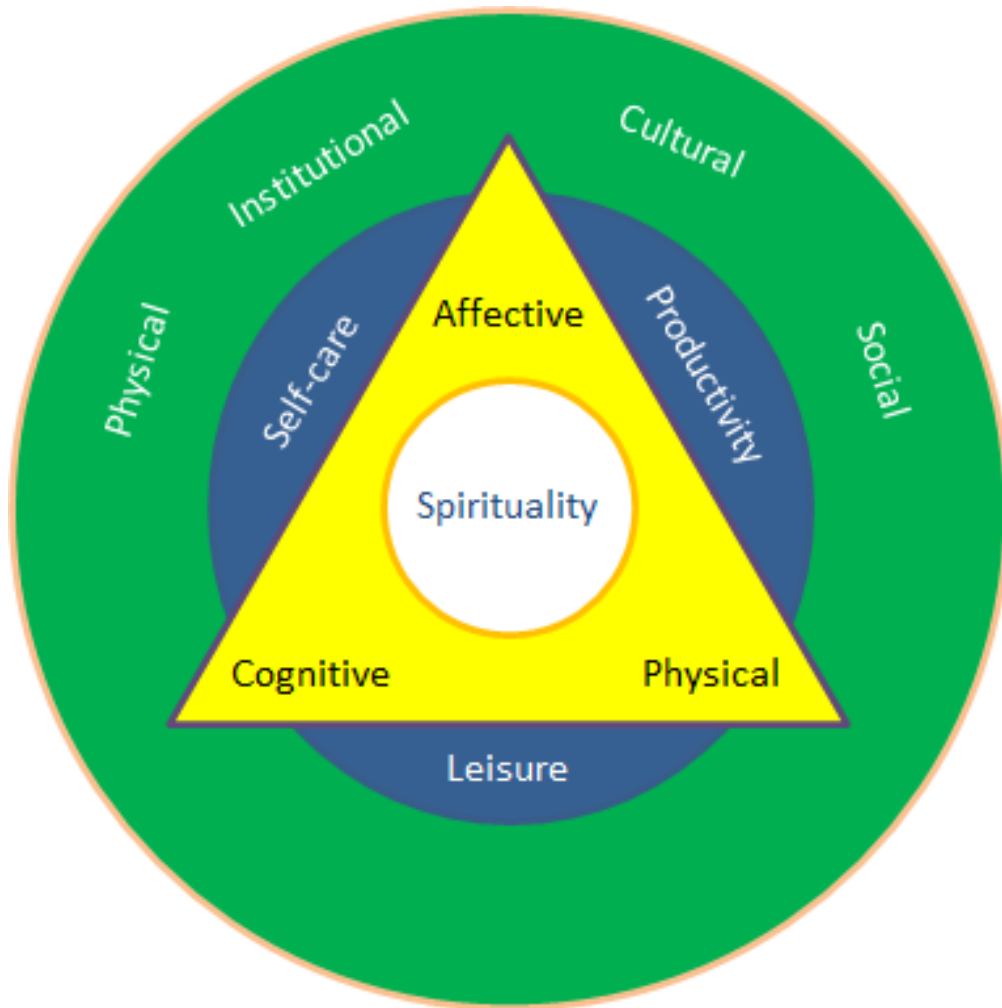 Institutional
Cultural
Physical
Social
Self-care
Productivity
Affective
Spirituality
Cognitive
Physical
Leisure